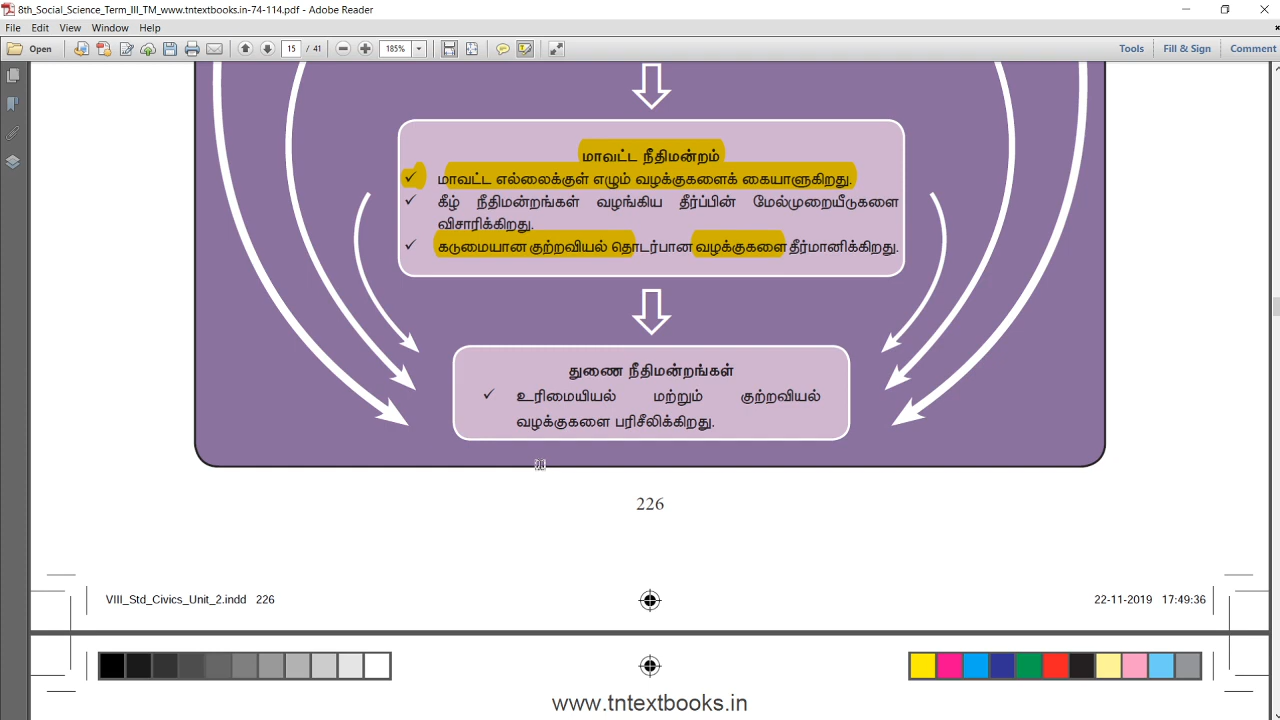 8th_Social_Science_Term_III_TM_www.tntextbooks.in-74-114.pdf - Adobe Reader
File Edit View Window Help
Open 15 / 41 185% Tools Fill & Sign Comment
மாவட்ட நீதிமன்றம்
✓ மாவட்ட எல்லைக்குள் எழும் வழக்குகளைக் கையாளுகிறது.
✓ கீழ் நீதிமன்றங்கள் வழங்கிய தீர்ப்பின் மேல்முறையீடுகளை
விசாரிக்கிறது.
✓ கடுமையான குற்றவியல் தொடர்பான வழக்குகளை தீர்மானிக்கிறது.
துணை நீதிமன்றங்கள்
✓ உரிமையியல் மற்றும் குற்றவியல்
வழக்குகளை பரிசீலிக்கிறது.
226
VIII_Std_Civics_Unit_2.indd 226 22-11-2019 17:49:36
www.tntextbooks.in